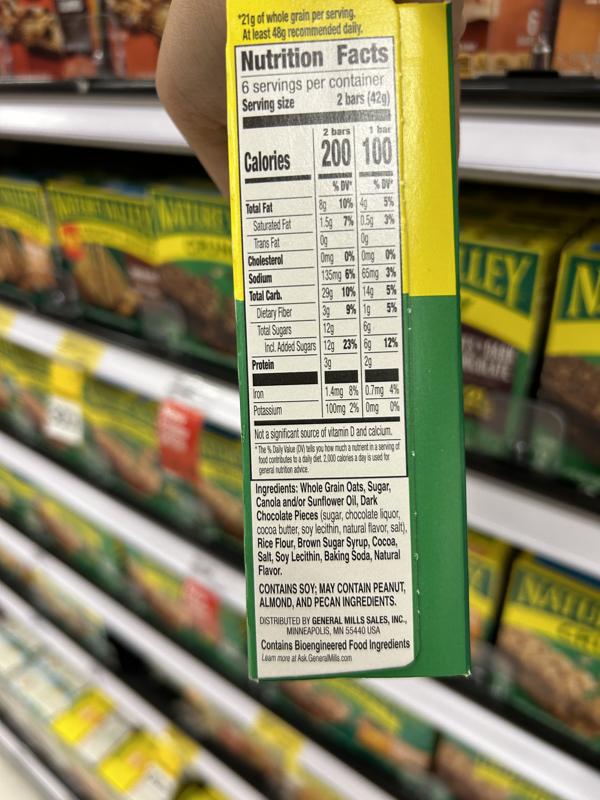 *21g of whole grain per serving.
At least 48g recommended daily.
Nutrition Facts
6 servings per container
Serving size 2 bars (42g)
2 bars 1 bar
Calories 200 100
% DV* % DV*
Total Fat 8g 10% 4g 5%
Saturated Fat 1.5g 7% 0.5g 3%
Trans Fat 0g 0g
Cholesterol 0mg 0% 0mg 0%
Sodium 135mg 6% 65mg 3%
Total Carb. 29g 10% 14g 5%
Dietary Fiber 3g 9% 1g 5%
Total Sugars 12g 6g
Incl. Added Sugars 12g 23% 6g 12%
Protein 3g 2g
Iron 1.4mg 8% 0.7mg 4%
Potassium 100mg 2% 0mg 0%
Not a significant source of vitamin D and calcium.
*The % Daily Value (DV) tells you how much a nutrient in a serving of
food contributes to a daily diet. 2,000 calories a day is used for
general nutrition advice.
Ingredients: Whole Grain Oats, Sugar,
Canola and/or Sunflower Oil, Dark
Chocolate Pieces (sugar, chocolate liquor,
cocoa butter, soy lecithin, natural flavor, salt),
Rice Flour, Brown Sugar Syrup, Cocoa,
Salt, Soy Lecithin, Baking Soda, Natural
Flavor.
CONTAINS SOY; MAY CONTAIN PEANUT,
ALMOND, AND PECAN INGREDIENTS.
DISTRIBUTED BY GENERAL MILLS SALES, INC.,
MINNEAPOLIS, MN 55440 USA
Contains Bioengineered Food Ingredients
Learn more at Ask.GeneralMills.com
NATURE
LLEY
N
DARK
NATU